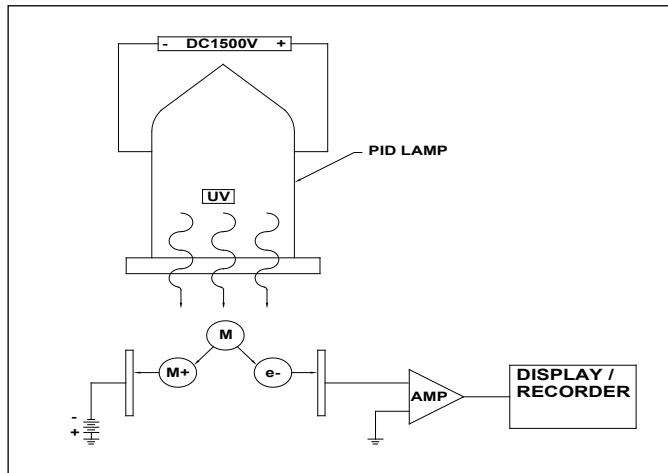 - DC1500V +
PID LAMP
UV
M
M+
e-
-
+
AMP
DISPLAY /
RECORDER